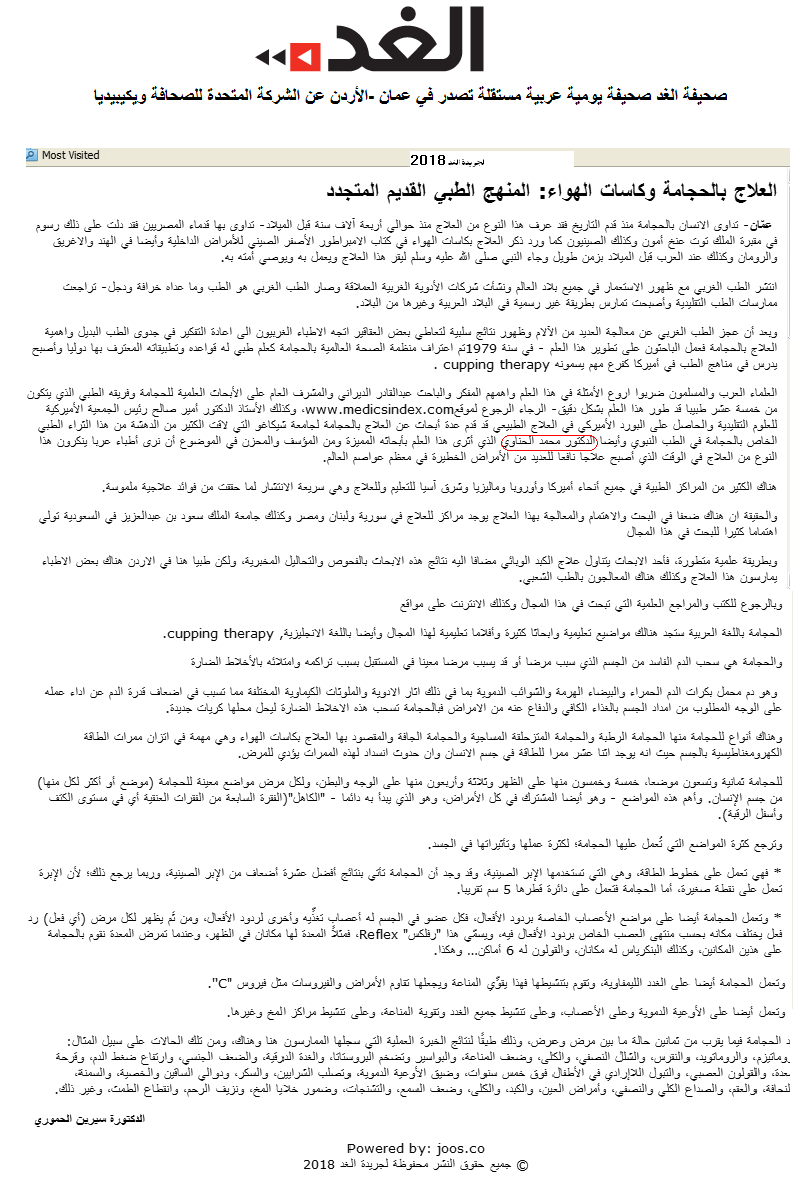 الغد
صحيفة الغد صحيفة يومية عربية مستقلة تصدر في عمان -الأردن عن الشركة المتحدة للصحافة ويكيبيديا
Most Visited
لجريدة الغد 2018
العلاج بالحجامة وكاسات الهواء: المنهج الطبي القديم المتجدد
عمّان- تداوى الانسان بالحجامة منذ قدم التاريخ فقد عرف هذا النوع من العلاج منذ حوالي أربعة آلاف سنة قبل الميلاد- تداوى بها قدماء المصريين فقد دلت على ذلك رسوم
في مقبرة الملك توت عنخ أمون وكذلك الصينيون كما ورد ذكر العلاج بكاسات الهواء في كتاب الامبراطور الأصفر الصيني للأمراض الداخلية وأيضا في الهند والاغريق
والرومان وكذلك عند العرب قبل الميلاد بزمن طويل وجاء النبي صلى الله عليه وسلم ليقر هذا العلاج ويعمل به ويوصي أمته به.
انتشر الطب الغربي مع ظهور الاستعمار في جميع بلاد العالم ونشأت شركات الأدوية الغربية العملاقة وصار الطب الغربي هو الطب وما عداه خرافة ودجل- تراجعت
ممارسات الطب التقليدية وأصبحت تمارس بطريقة غير رسمية في البلاد العربية وغيرها من البلاد.
وبعد أن عجز الطب الغربي عن معالجة العديد من الآلام وظهور نتائج سلبية لتعاطي بعض العقاقير اتجه الاطباء الغربيون الى اعادة التفكير في جدوى الطب البديل واهمية
العلاج بالحجامة فعمل الباحثون على تطوير هذا العلم - في سنة 1979تم اعتراف منظمة الصحة العالمية بالحجامة كعلم طبي له قواعده وتطبيقاته المعترف بها دوليا وأصبح
يدرس في مناهج الطب في أميركا كفرع مهم يسمونه cupping therapy .
العلماء العرب والمسلمون ضربوا اروع الأمثلة في هذا العلم واهمهم المفكر والباحث عبدالقادر الديراني والمشرف العام على الأبحاث العلمية للحجامة وفريقه الطبي الذي يتكون
من خمسة عشر طبيبا قد طور هذا العلم بشكل دقيق- الرجاء الرجوع لموقعwww.medicsindex.com، وكذلك الأستاذ الدكتور أمير صالح رئيس الجمعية الأميركية
للعلوم التقليدية والحاصل على البورد الأميركي في العلاج الطبيعي قد قدم عدة أبحاث عن العلاج بالحجامة لجامعة شيكاغو التي لاقت الكثير من الدهشة من هذا الثراء الطبي
الخاص بالحجامة في الطب النبوي وأيضا الدكتور محمد الحناوي الذي أثرى هذا العلم بأبحاثه المميزة ومن المؤسف والمحزن في الموضوع أن نرى أطباء عربا ينكرون هذا
النوع من العلاج في الوقت الذي أصبح علاجا نافعا للعديد من الأمراض الخطيرة في معظم عواصم العالم.
هناك الكثير من المراكز الطبية في جميع أنحاء أميركا وأوروبا وماليزيا وشرق آسيا للتعليم وللعلاج وهي سريعة الانتشار لما حققت من فوائد علاجية ملموسة.
والحقيقة ان هناك ضعفا في البحث والاهتمام والمعالجة بهذا العلاج يوجد مراكز للعلاج في سورية ولبنان ومصر وكذلك جامعة الملك سعود بن عبدالعزيز في السعودية تولي
اهتماما كثيرا للبحث في هذا المجال
وبطريقة علمية متطورة، فأحد الابحاث يتناول علاج الكبد الوبائي مضافا اليه نتائج هذه الابحاث بالفحوص والتحاليل المخبرية، ولكن طبيا هنا في الاردن هناك بعض الاطباء
يمارسون هذا العلاج وكذلك هناك المعالجون بالطب الشعبي.
وبالرجوع للكتب والمراجع العلمية التي تبحث في هذا المجال وكذلك الانترنت على مواقع
الحجامة باللغة العربية ستجد هنالك مواضيع تعليمية وابحاثا كثيرة وأفلاما تعليمية لهذا المجال وأيضا باللغة الانجليزية, cupping therapy.
والحجامة هي سحب الدم الفاسد من الجسم الذي سبب مرضا أو قد يسبب مرضا معينا في المستقبل بسبب تراكمه وامتلائه بالأخلاط الضارة
وهو دم محمل بكرات الدم الحمراء والبيضاء الهرمة والشوائب الدموية بما في ذلك اثار الادوية والملوثات الكيماوية المختلفة مما تسبب في اضعاف قدرة الدم عن اداء عمله
على الوجه المطلوب من امداد الجسم بالغذاء الكافي والدفاع عنه من الامراض فبالحجامة تسحب هذه الاخلاط الضارة ليحل محلها كريات جديدة.
وهناك أنواع للحجامة منها الحجامة الرطبة والحجامة المتزحلقة المساجية والحجامة الجافة والمقصود بها العلاج بكاسات الهواء وهي مهمة في اتزان ممرات الطاقة
الكهرومغناطيسية بالجسم حيث انه يوجد اثنا عشر ممرا للطاقة في جسم الانسان وان حدوث انسداد لهذه الممرات يؤدي للمرض.
للحجامة ثمانية وتسعون موضعا، خمسة وخمسون منها على الظهر وثلاثة وأربعون منها على الوجه والبطن، ولكل مرض مواضع معينة للحجامة (موضع أو أكثر لكل منها)
من جسم الإنسان. وأهم هذه المواضع - وهو أيضا المشترك في كل الأمراض، وهو الذي يبدأ به دائما - "الكاهل"(الفقرة السابعة من الفقرات العنقية أي في مستوى الكتف
وأسفل الرقبة).
وترجع كثرة المواضع التي تُعمل عليها الحجامة؛ لكثرة عملها وتأثيراتها في الجسد.
* فهي تعمل على خطوط الطاقة، وهي التي تستخدمها الإبر الصينية، وقد وجد أن الحجامة تأتي بنتائج أفضل عشرة أضعاف من الإبر الصينية، وربما يرجع ذلك؛ لأن الإبرة
تعمل على نقطة صغيرة، أما الحجامة فتعمل على دائرة قطرها 5 سم تقريبا.
* وتعمل الحجامة أيضا على مواضع الأعصاب الخاصة بردود الأفعال، فكل عضو في الجسم له أعصاب تغذِّيه وأخرى لردود الأفعال، ومن ثَم يظهر لكل مرض (أي فعل) رد
فعل يختلف مكانه بحسب منتهى العصب الخاص بردود الأفعال فيه، ويسمَّي هذا "رفلكس" Reflex، فمثلا المعدة لها مكانان في الظهر، وعندما تمرض المعدة نقوم بالحجامة
على هذين المكانين، وكذلك البنكرياس له مكانان، والقولون له 6 أماكن... وهكذا.
وتعمل الحجامة أيضا على الغدد الليمفاوية، وتقوم بتنشيطها فهذا يقوِّي المناعة ويجعلها تقاوم الأمراض والفيروسات مثل فيروس "C".
وتعمل أيضا على الأوعية الدموية وعلى الأعصاب، وعلى تنشيط جميع الغدد وتقوية المناعة، وعلى تنشيط مراكز المخ وغيرها.
د الحجامة فيما يقرب من ثمانين حالة ما بين مرض وعرض، وذلك طبقًا لنتائج الخبرة العملية التي سجلها الممارسون هنا وهناك، ومن تلك الحالات على سبيل المثال:
وماتيزم، والروماتويد، والنقرس، والشلل النصفي، والكلى، وضعف المناعة، والبواسير وتضخم البروستاتا، والغدة الدرقية، والضعف الجنسي، وارتفاع ضغط الدم، وقرحة
عدة، والقولون العصبي، والتبول اللاإرادي في الأطفال فوق خمس سنوات، وضيق الأوعية الدموية، وتصلب الشرايين، والسكر، ودوالي الساقين والخصية، والسمنة،
لنحافة، والعقم، والصداع الكلي والنصفي، وأمراض العين، والكبد، والكلى، وضعف السمع، والتشنجات، وضمور خلايا المخ، ونزيف الرحم، وانقطاع الطمث، وغير ذلك.
الدكتورة سيرين الحموري
Powered by: joos.co
© جميع حقوق النشر محفوظة لجريدة الغد 2018